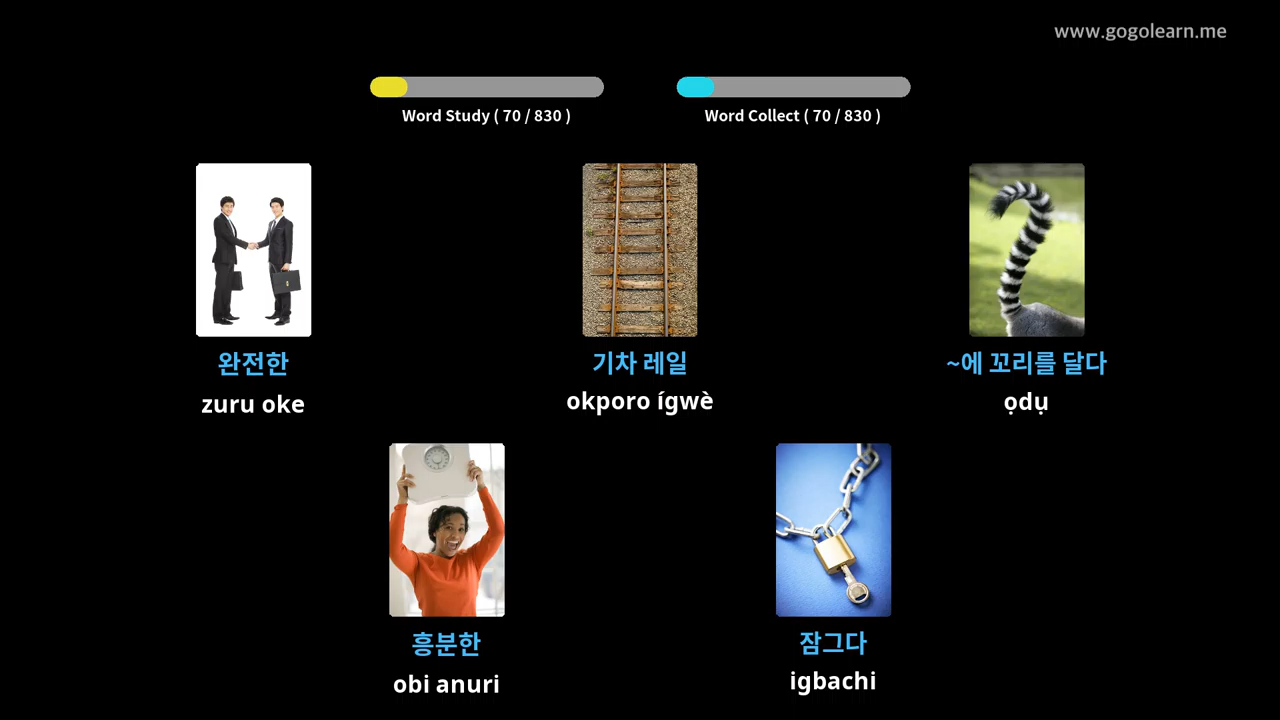 www.gogolearn.me
Word Study ( 70 / 830 )
Word Collect ( 70 / 830 )
완전한
zuru oke
기차 레일
okporo ígwè
~에 꼬리를 달다
ọdụ
흥분한
obi anuri
잠그다
igbachi